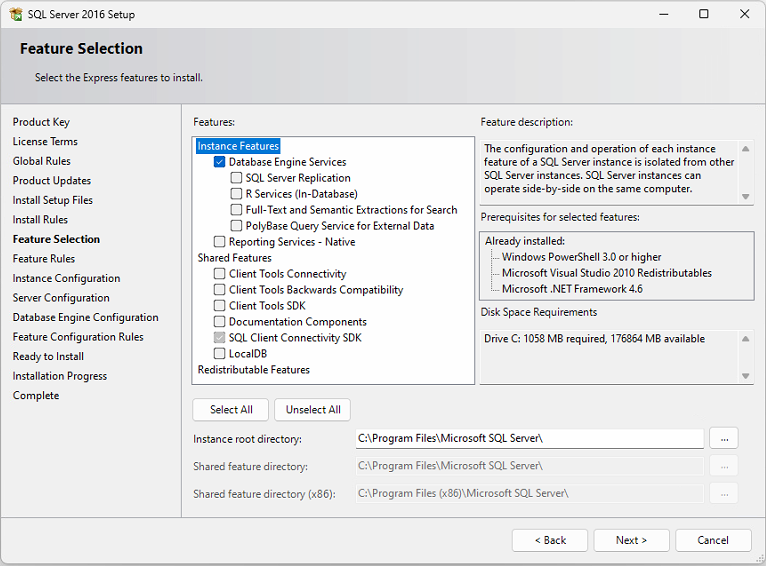 SQL Server 2016 Setup
Feature Selection
Select the Express features to install.
Product Key
License Terms
Global Rules
Product Updates
Install Setup Files
Install Rules
Feature Selection
Feature Rules
Instance Configuration
Server Configuration
Database Engine Configuration
Feature Configuration Rules
Ready to Install
Installation Progress
Complete
Features:
Instance Features
Database Engine Services
SQL Server Replication
R Services (In-Database)
Full-Text and Semantic Extractions for Search
PolyBase Query Service for External Data
Reporting Services - Native
Shared Features
Client Tools Connectivity
Client Tools Backwards Compatibility
Client Tools SDK
Documentation Components
SQL Client Connectivity SDK
LocalDB
Redistributable Features
Feature description:
The configuration and operation of each instance
feature of a SQL Server instance is isolated from other
SQL Server instances. SQL Server instances can
operate side-by-side on the same computer.
Prerequisites for selected features:
Already installed:
Windows PowerShell 3.0 or higher
Microsoft Visual Studio 2010 Redistributables
Microsoft .NET Framework 4.6
Disk Space Requirements
Drive C: 1058 MB required, 176864 MB available
Select All
Unselect All
Instance root directory:
C:\Program Files\Microsoft SQL Server\
...
Shared feature directory:
C:\Program Files\Microsoft SQL Server\
...
Shared feature directory (x86):
C:\Program Files (x86)\Microsoft SQL Server\
...
< Back
Next >
Cancel